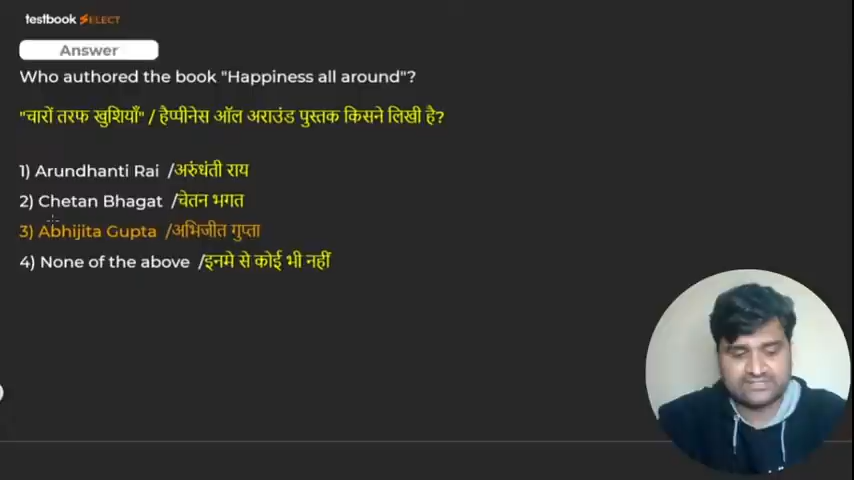 testbook SELECT
Answer
Who authored the book "Happiness all around"?
"चारों तरफ खुशियाँ" / हैप्पीनेस ऑल अराउंड पुस्तक किसने लिखी है?
1) Arundhanti Rai /अरुंधंती राय
2) Chetan Bhagat /चेतन भगत
3) Abhijita Gupta /अभिजीत गुप्ता
4) None of the above /इनमे से कोई भी नहीं